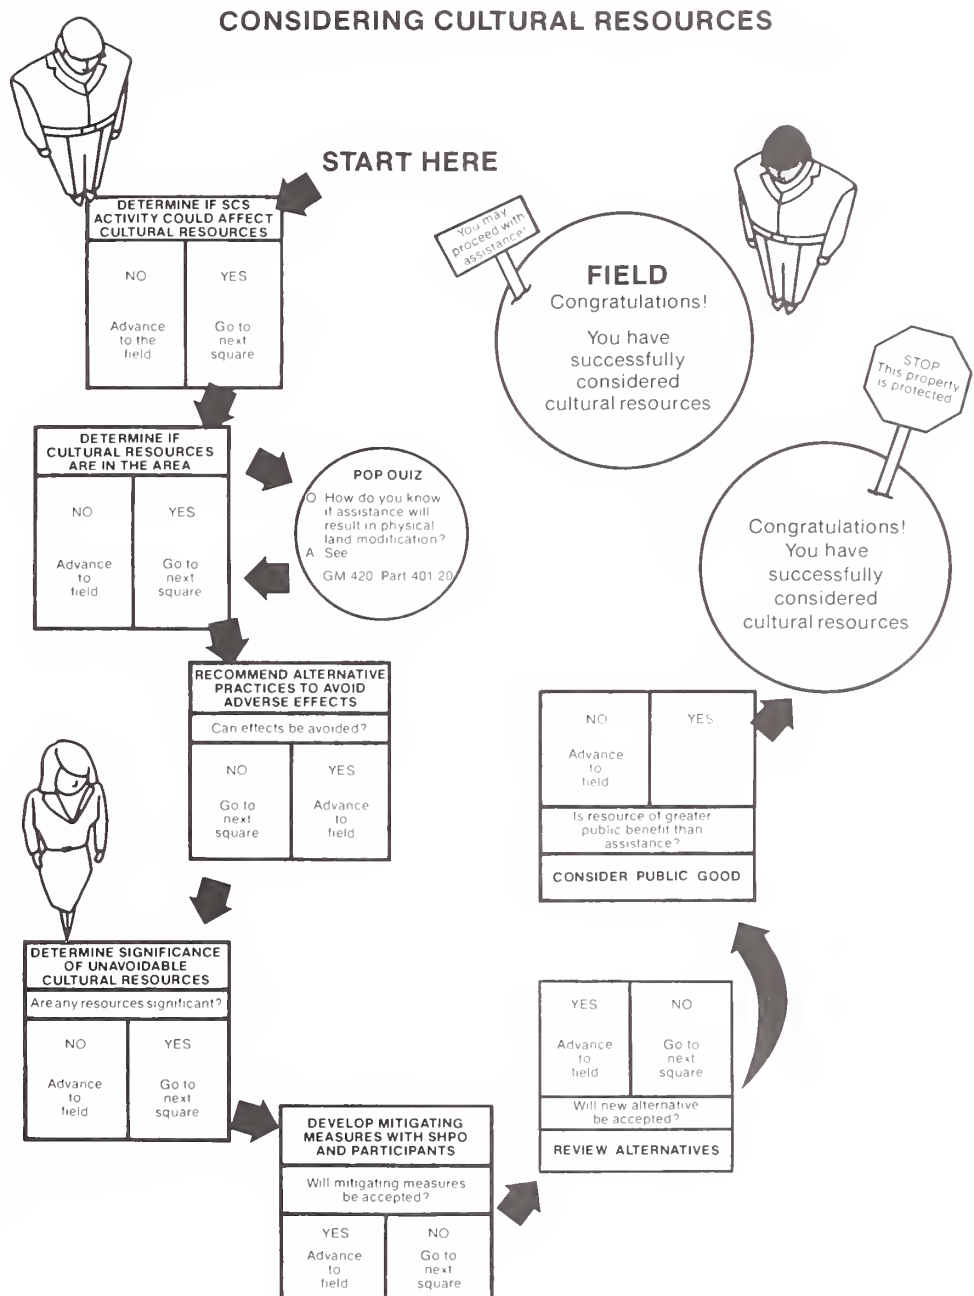 CONSIDERING CULTURAL RESOURCES
START HERE
DETERMINE IF SCS
ACTIVITY COULD AFFECT
CULTURAL RESOURCES
NO
Advance
to the
field
YES
Go to
next
square
You may
proceed with
assistance!
FIELD
Congratulations!
You have
successfully
considered
cultural resources
STOP
This property
is protected
Congratulations!
You have
successfully
considered
cultural resources
DETERMINE IF
CULTURAL RESOURCES
ARE IN THE AREA
NO
Advance
to
field
YES
Go to
next
square
POP QUIZ
Q How do you know
if assistance will
result in physical
land modification?
A See
GM 420 Part 401 20
RECOMMEND ALTERNATIVE
PRACTICES TO AVOID
ADVERSE EFFECTS
Can effects be avoided?
NO
Go to
next
square
YES
Advance
to
field
DETERMINE SIGNIFICANCE
OF UNAVOIDABLE
CULTURAL RESOURCES
Are any resources significant?
NO
Advance
to
field
YES
Go to
next
square
DEVELOP MITIGATING
MEASURES WITH SHPO
AND PARTICIPANTS
Will mitigating measures
be accepted?
YES
Advance
to
field
NO
Go to
next
square
YES
Advance
to
field
NO
Go to
next
square
Will new alternative
be accepted?
REVIEW ALTERNATIVES
NO
Advance
to
field
YES
Is resource of greater
public benefit than
assistance?
CONSIDER PUBLIC GOOD